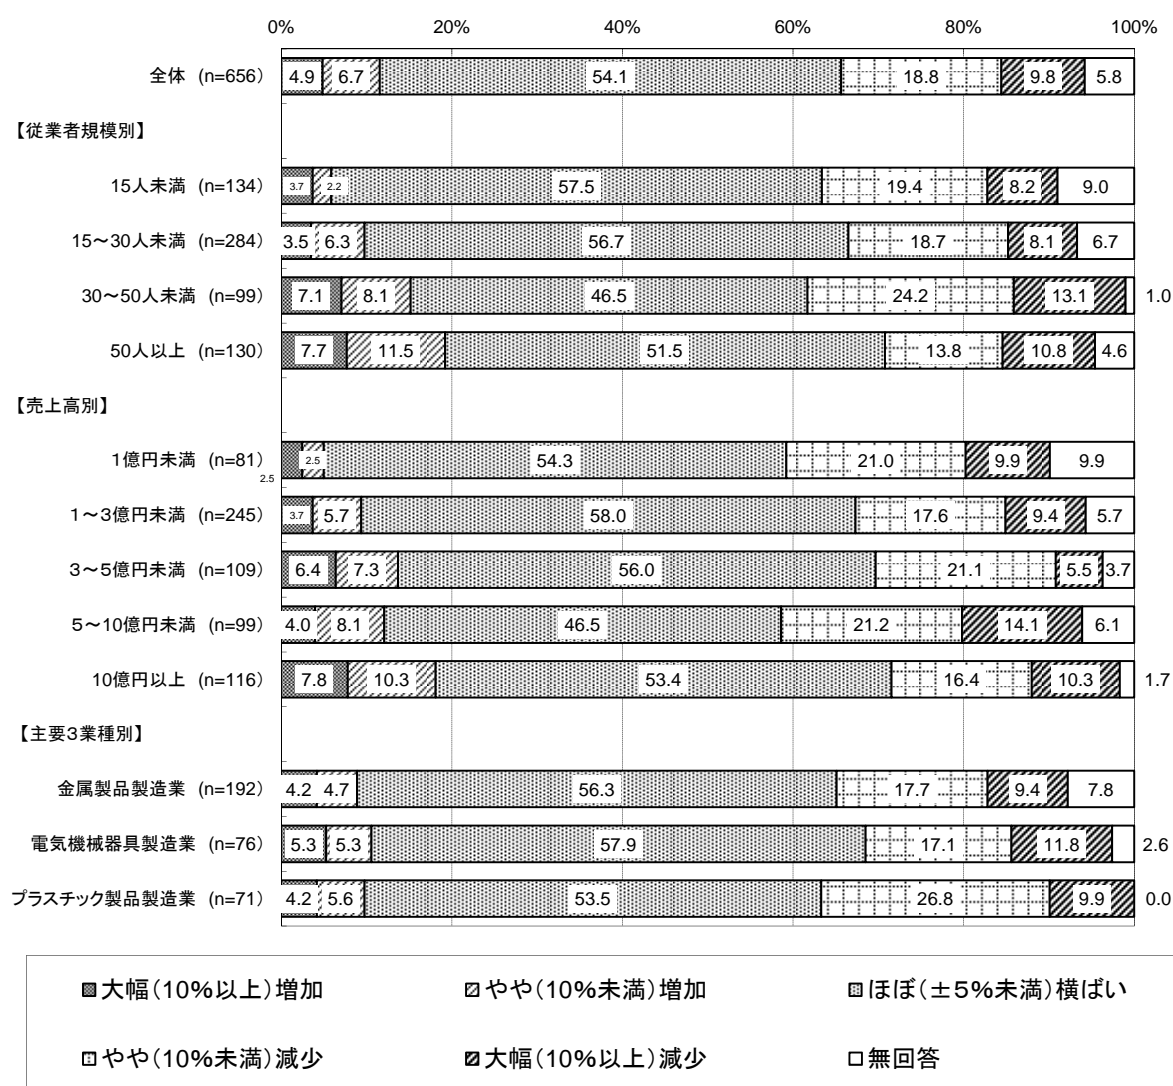 0% 20% 40% 60% 80% 100%
全体 (n=656) 4.9 6.7 54.1 18.8 9.8 5.8
【従業者規模別】
15人未満 (n=134) 3.7 2.2 57.5 19.4 8.2 9.0
15～30人未満 (n=284) 3.5 6.3 56.7 18.7 8.1 6.7
30～50人未満 (n=99) 7.1 8.1 46.5 24.2 13.1 1.0
50人以上 (n=130) 7.7 11.5 51.5 13.8 10.8 4.6
【売上高別】
1億円未満 (n=81) 2.5 2.5 54.3 21.0 9.9 9.9
1～3億円未満 (n=245) 3.7 5.7 58.0 17.6 9.4 5.7
3～5億円未満 (n=109) 6.4 7.3 56.0 21.1 5.5 3.7
5～10億円未満 (n=99) 4.0 8.1 46.5 21.2 14.1 6.1
10億円以上 (n=116) 7.8 10.3 53.4 16.4 10.3 1.7
【主要3業種別】
金属製品製造業 (n=192) 4.2 4.7 56.3 17.7 9.4 7.8
電気機械器具製造業 (n=76) 5.3 5.3 57.9 17.1 11.8 2.6
プラスチック製品製造業 (n=71) 4.2 5.6 53.5 26.8 9.9 0.0
大幅(10%以上)増加 やや(10%未満)増加 ほぼ(±5%未満)横ばい
やや(10%未満)減少 大幅(10%以上)減少 無回答